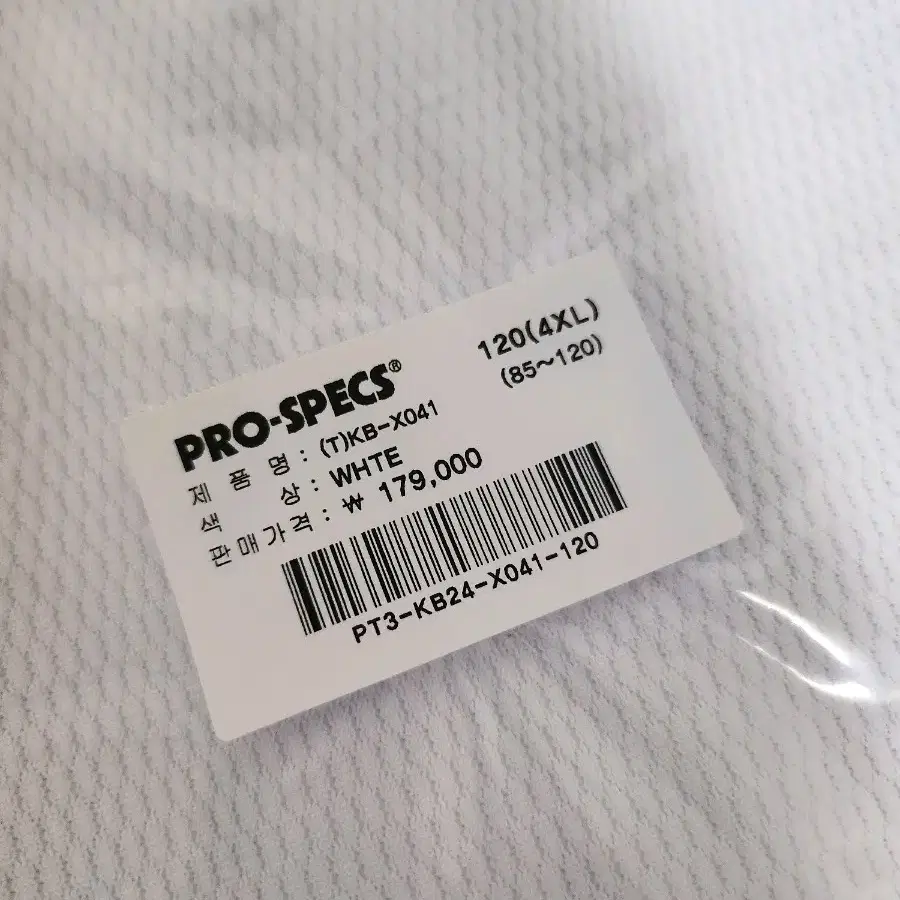 PRO-SPECS®
120(4XL)
(85~120)
제품명 : (T)KB-X041
색상 : WHTE
판매가격 : ₩ 179,000
PT3-KB24-X041-120